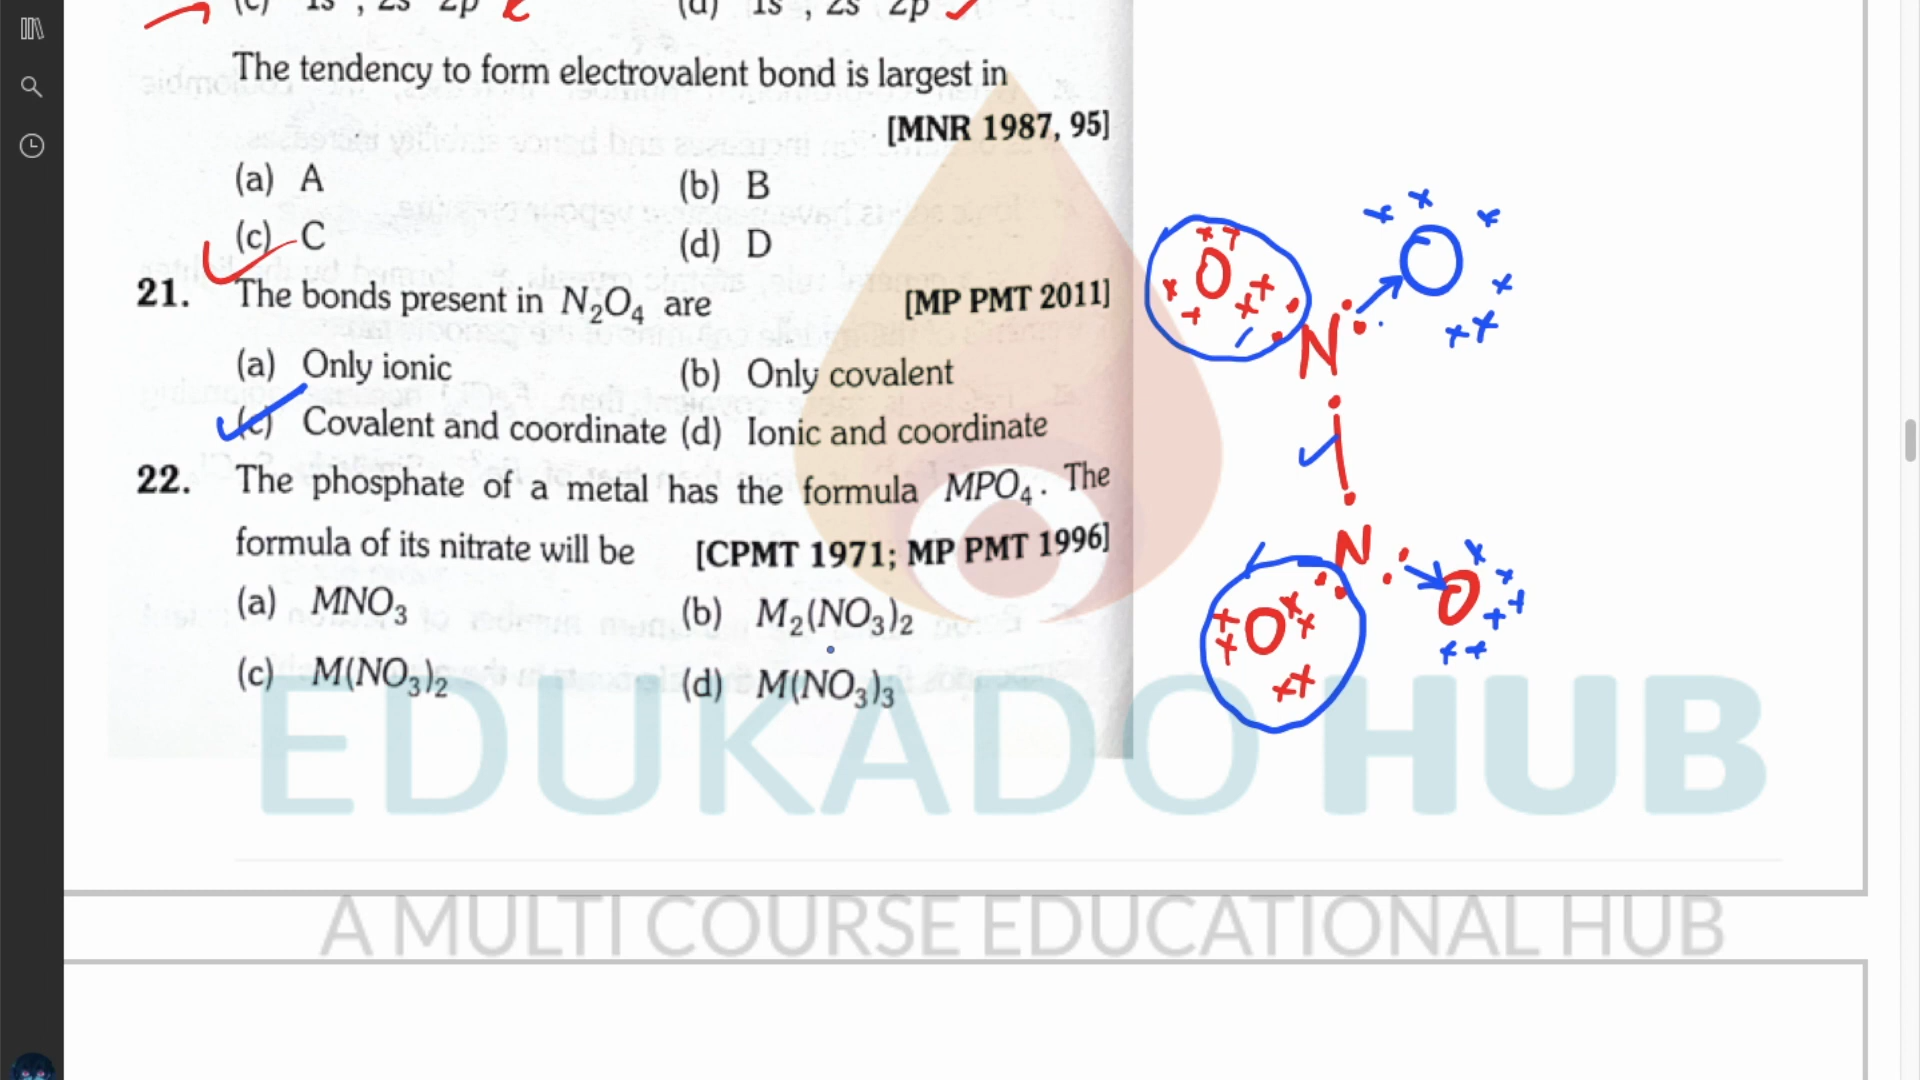 The tendency to form electrovalent bond is largest in
[MNR 1987, 95]
(a) A (b) B
(c) C (d) D
21. The bonds present in N₂O₄ are [MP PMT 2011]
(a) Only ionic (b) Only covalent
(c) Covalent and coordinate (d) Ionic and coordinate
22. The phosphate of a metal has the formula MPO₄. The
formula of its nitrate will be [CPMT 1971; MP PMT 1996]
(a) MNO₃ (b) M₂(NO₃)₂
(c) M(NO₃)₂ (d) M(NO₃)₃
O O
N
N
O O
EDUKADO HUB
A MULTI COURSE EDUCATIONAL HUB